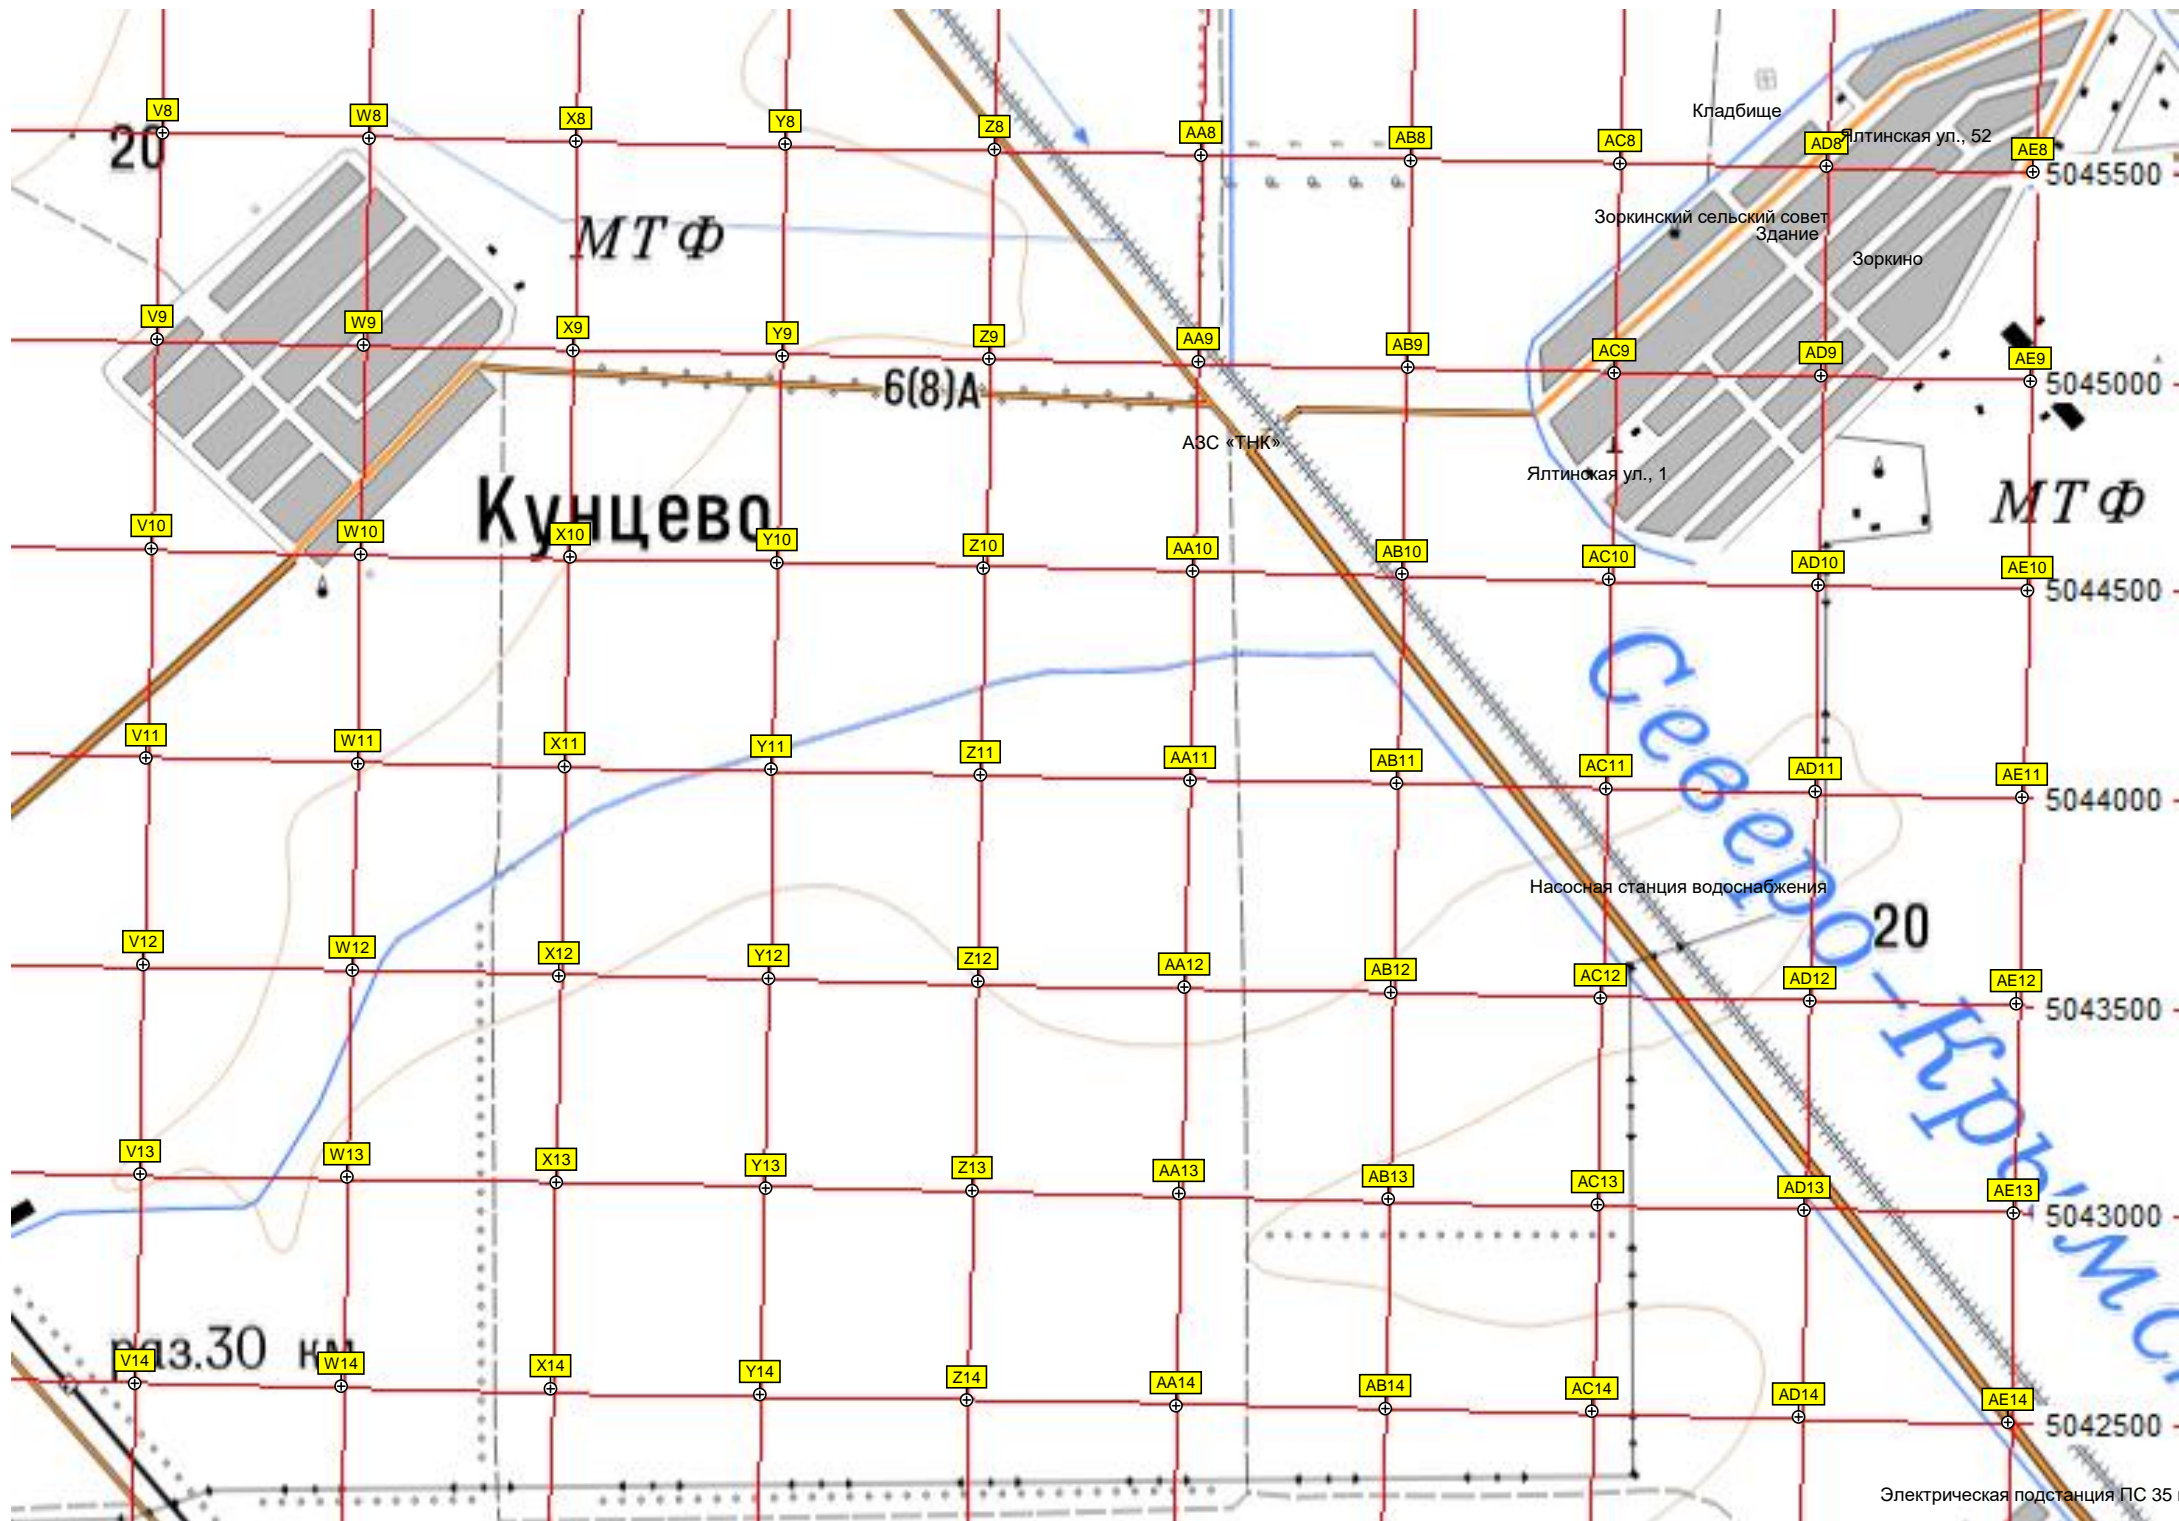 V8 W8 X8 Y8 Z8 AA8 AB8 AC8 AD8 AE8
Кладбище
Ялтинская ул., 52
20
5045500
МТФ
Зоркинский сельский совет
Здание
Зоркино
V9 W9 X9 Y9 Z9 AA9 AB9 AC9 AD9 AE9
5045000
6(8)А
АЗС «ТНК»
Ялтинская ул., 1
Кунцево
МТФ
V10 W10 X10 Y10 Z10 AA10 AB10 AC10 AD10 AE10
5044500
V11 W11 X11 Y11 Z11 AA11 AB11 AC11 AD11 AE11
5044000
Северо-Крымск
Насосная станция водоснабжения
20
V12 W12 X12 Y12 Z12 AA12 AB12 AC12 AD12 AE12
5043500
V13 W13 X13 Y13 Z13 AA13 AB13 AC13 AD13 AE13
5043000
раз.30 км
V14 W14 X14 Y14 Z14 AA14 AB14 AC14 AD14 AE14
5042500
Электрическая подстанция ПС 35